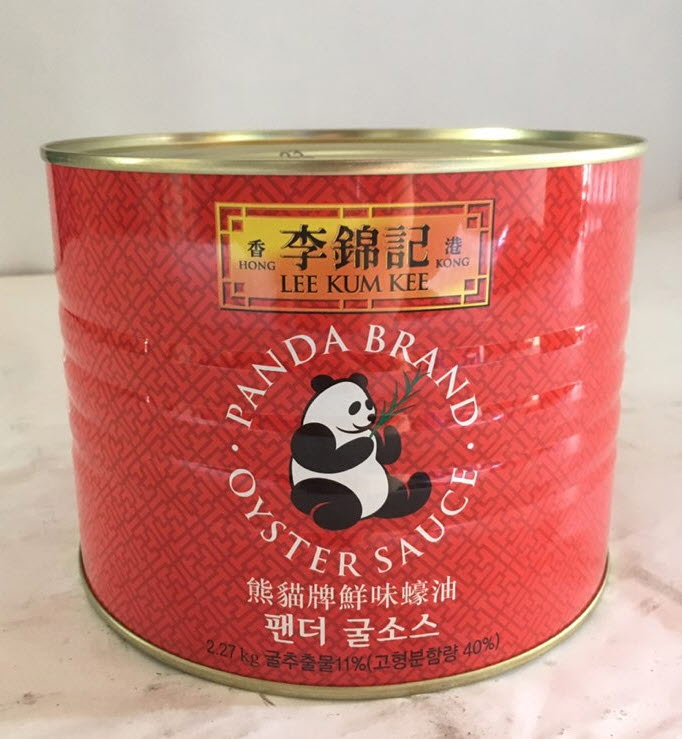 香 李錦記 港
HONG LEE KUM KEE KONG
· PANDA BRAND ·
OYSTER SAUCE
熊貓牌鮮味蠔油
팬더 굴소스
2.27 kg 굴추출물11%(고형분함량 40%)